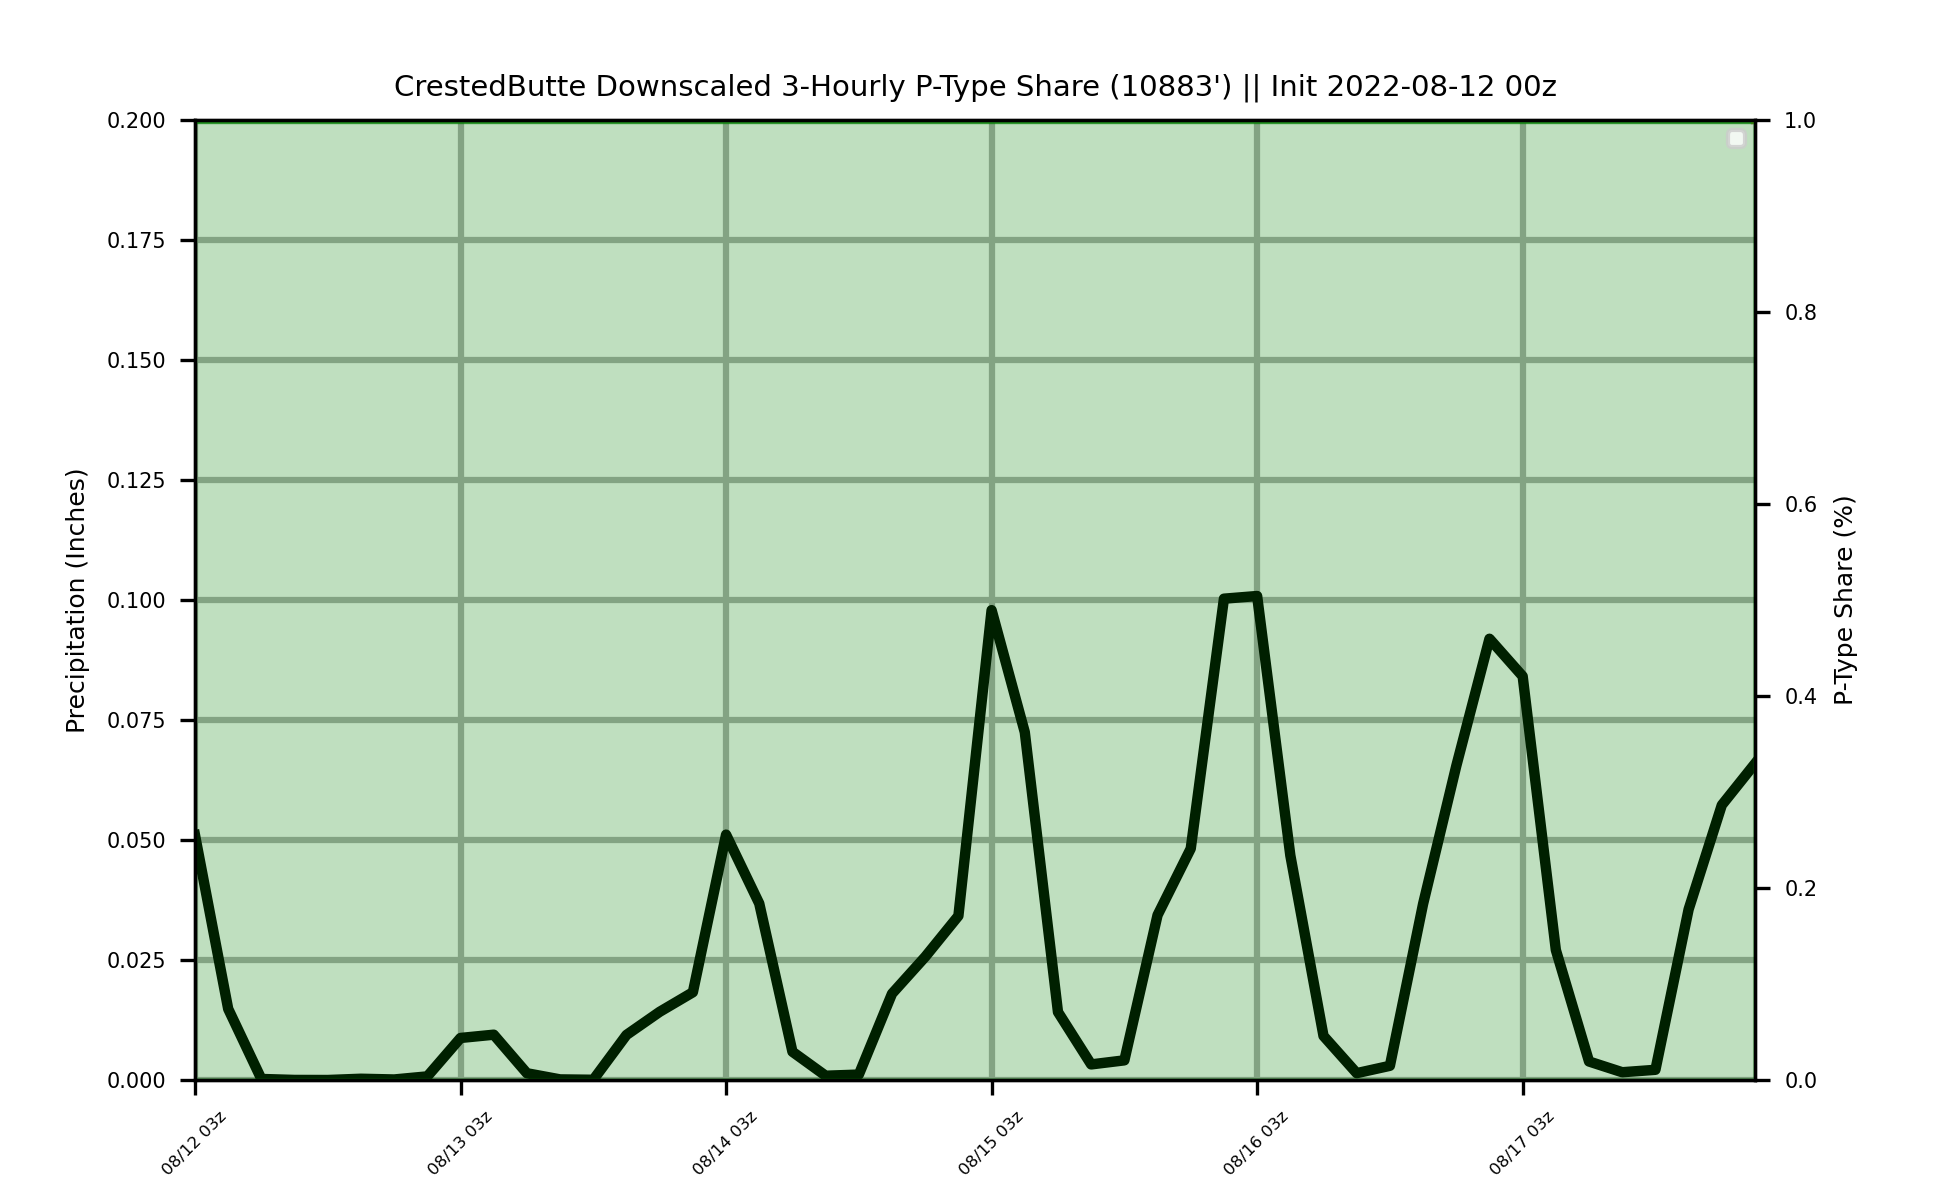 CrestedButte Downscaled 3-Hourly P-Type Share (10883') || Init 2022-08-12 00z
0.200
0.175
0.150
0.125
0.100
0.075
0.050
0.025
0.000
Precipitation (Inches)
1.0
0.8
0.6
0.4
0.2
0.0
P-Type Share (%)
08/12 03z
08/13 03z
08/14 03z
08/15 03z
08/16 03z
08/17 03z